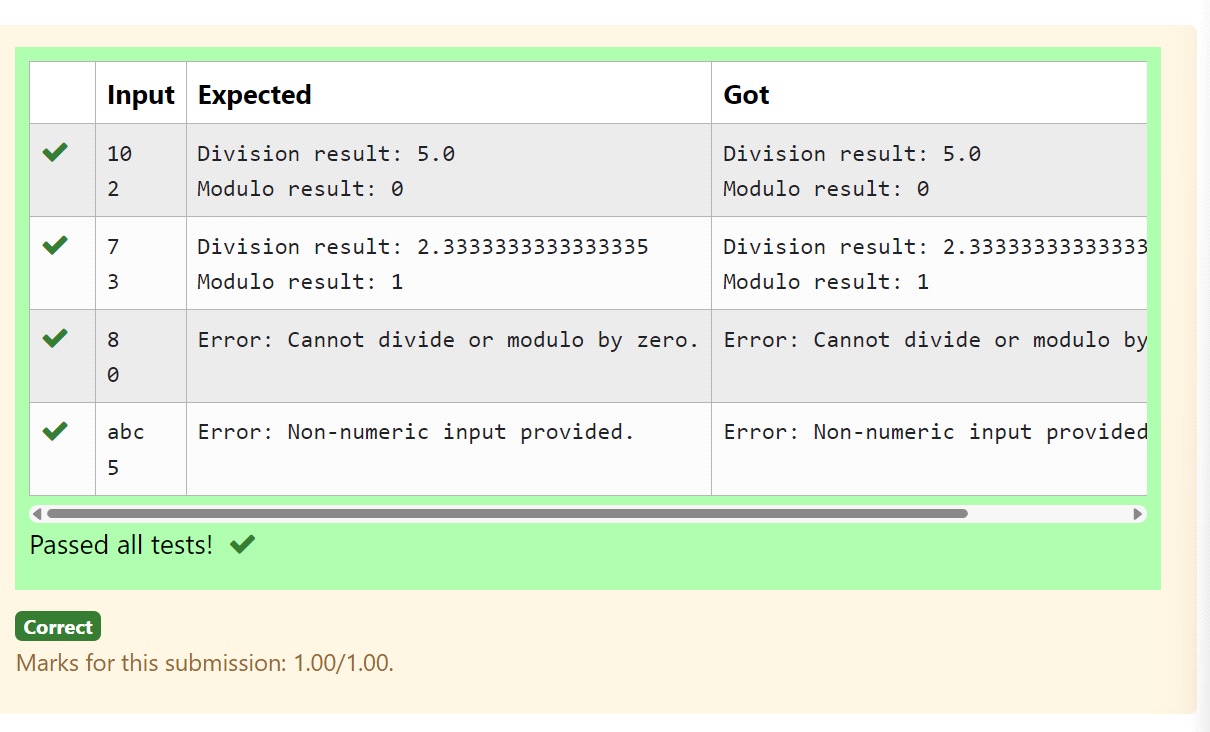 Input Expected Got
10 Division result: 5.0 Division result: 5.0
2 Modulo result: 0 Modulo result: 0
7 Division result: 2.3333333333333335 Division result: 2.33333333333333
3 Modulo result: 1 Modulo result: 1
8 Error: Cannot divide or modulo by zero. Error: Cannot divide or modulo by
0
abc Error: Non-numeric input provided. Error: Non-numeric input provided
5
Passed all tests!
Correct
Marks for this submission: 1.00/1.00.